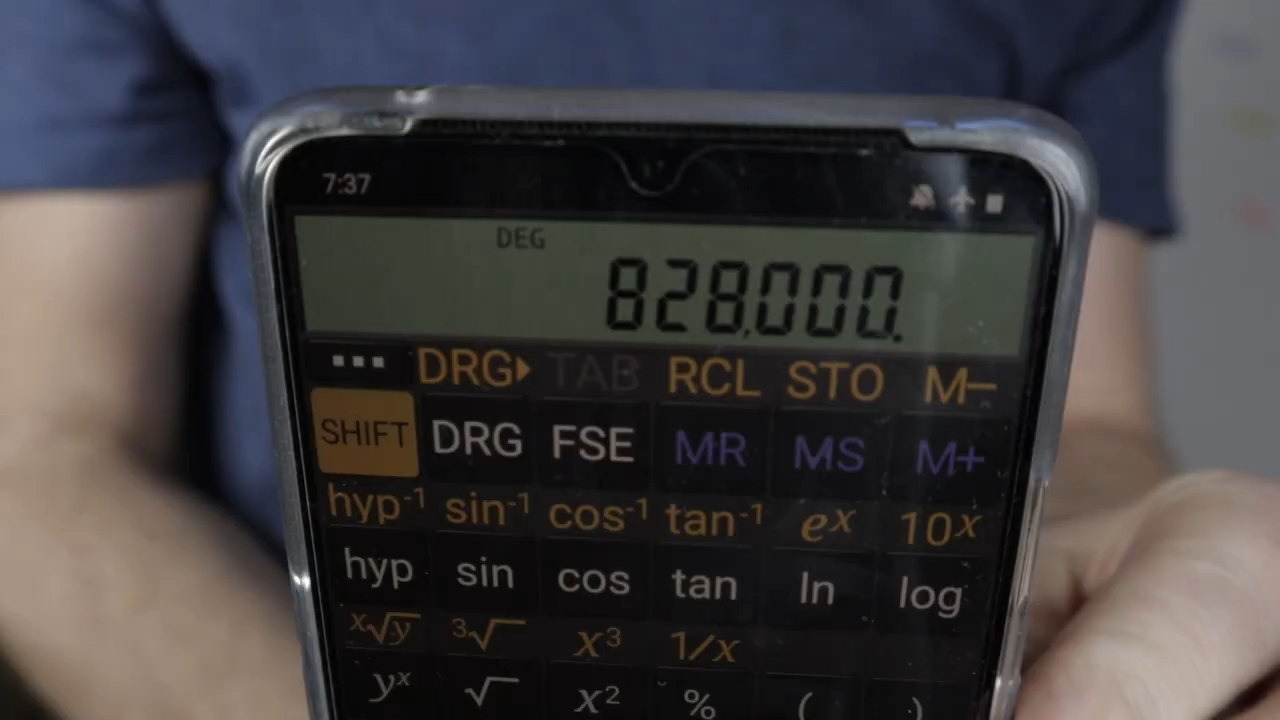 7:37
DEG
828,000.
... DRG▸ TAB RCL STO M−
SHIFT DRG FSE MR MS M+
hyp⁻¹ sin⁻¹ cos⁻¹ tan⁻¹ eˣ 10ˣ
hyp sin cos tan ln log
ˣ√y ³√ x³ 1/x
yˣ √ x² % ( )